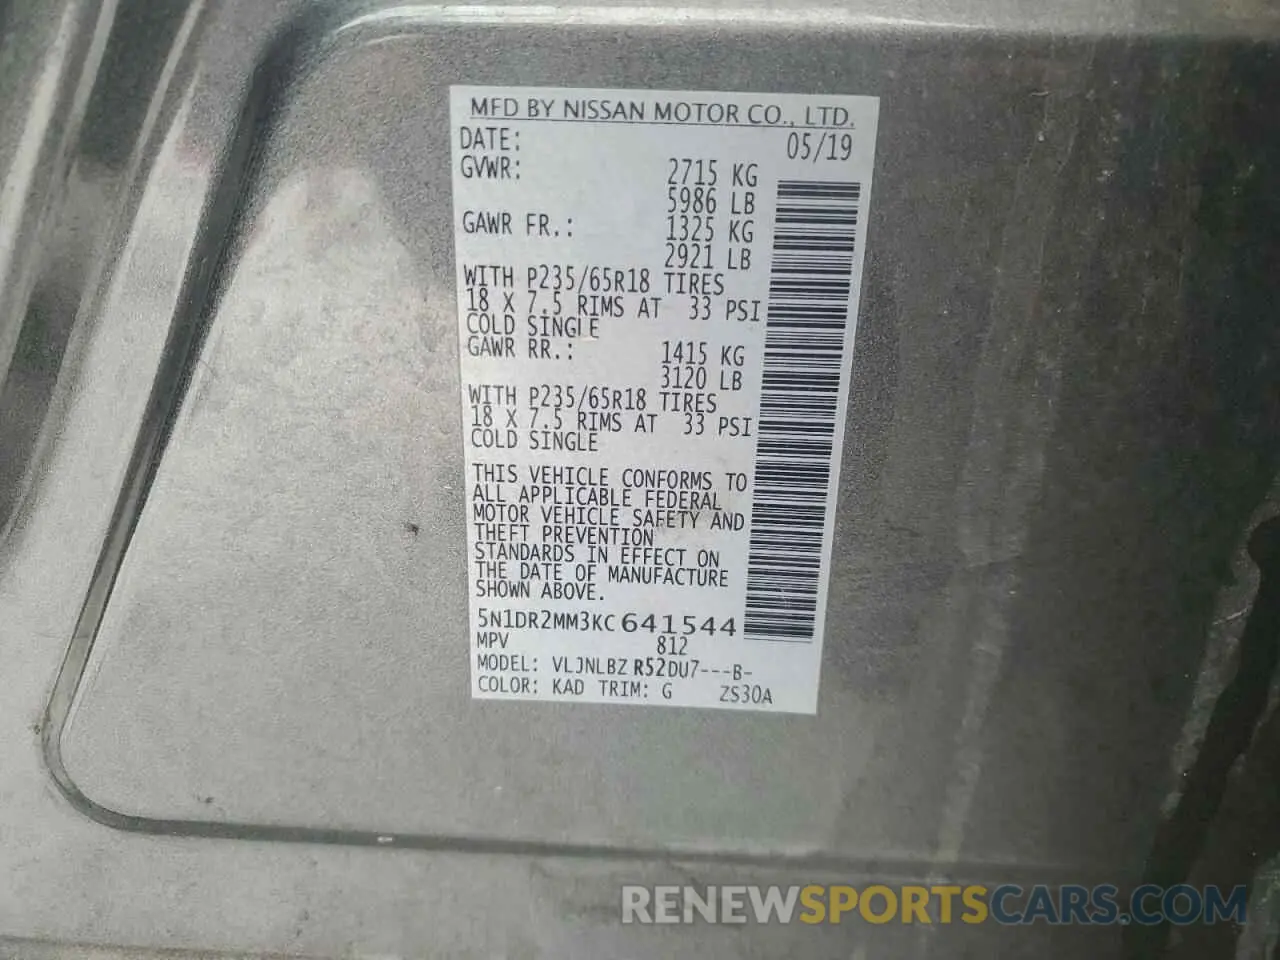 MFD BY NISSAN MOTOR CO., LTD.
DATE: 05/19
GVWR: 2715 KG
5986 LB
GAWR FR.: 1325 KG
2921 LB
WITH P235/65R18 TIRES
18 X 7.5 RIMS AT 33 PSI
COLD SINGLE
GAWR RR.: 1415 KG
3120 LB
WITH P235/65R18 TIRES
18 X 7.5 RIMS AT 33 PSI
COLD SINGLE
THIS VEHICLE CONFORMS TO
ALL APPLICABLE FEDERAL
MOTOR VEHICLE SAFETY AND
THEFT PREVENTION
STANDARDS IN EFFECT ON
THE DATE OF MANUFACTURE
SHOWN ABOVE.
5N1DR2MM3KC641544
MPV 812
MODEL: VLJNLBZ R52DU7---B-
COLOR: KAD TRIM: G ZS30A
RENEWSPORTSCARS.COM